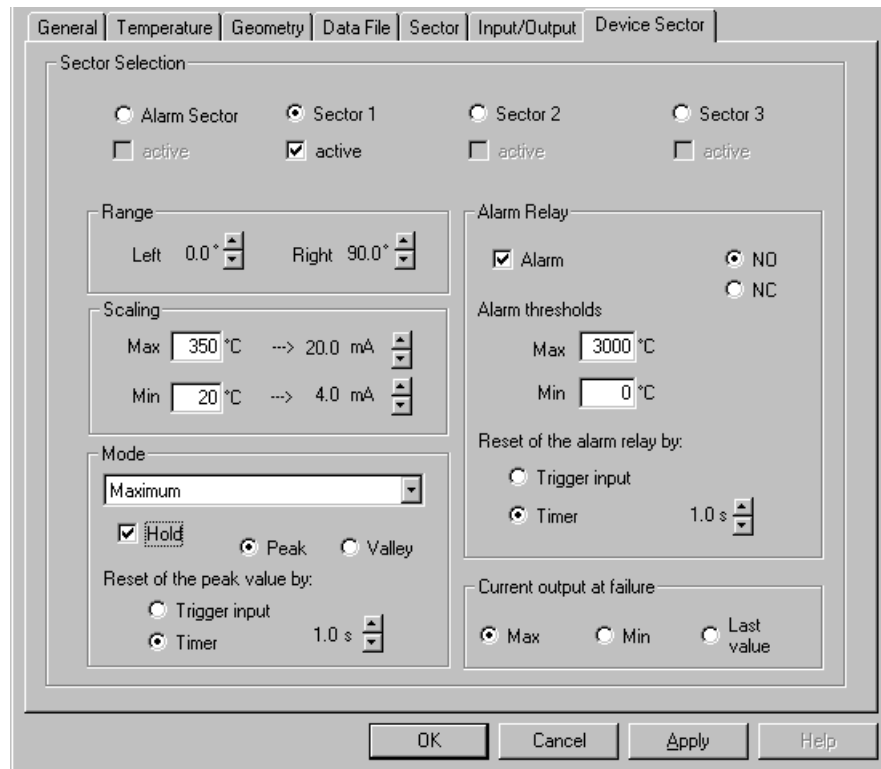 General Temperature Geometry Data File Sector Input/Output Device Sector
Sector Selection
Alarm Sector Sector 1 Sector 2 Sector 3
active active active active
Range
Left 0.0° Right 90.0°
Scaling
Max 350 °C ---> 20.0 mA
Min 20 °C ---> 4.0 mA
Mode
Maximum
Hold
Peak Valley
Reset of the peak value by:
Trigger input
Timer 1.0 s
Alarm Relay
Alarm NO
NC
Alarm thresholds
Max 3000 °C
Min 0 °C
Reset of the alarm relay by:
Trigger input
Timer 1.0 s
Current output at failure
Max Min Last
value
OK Cancel Apply Help